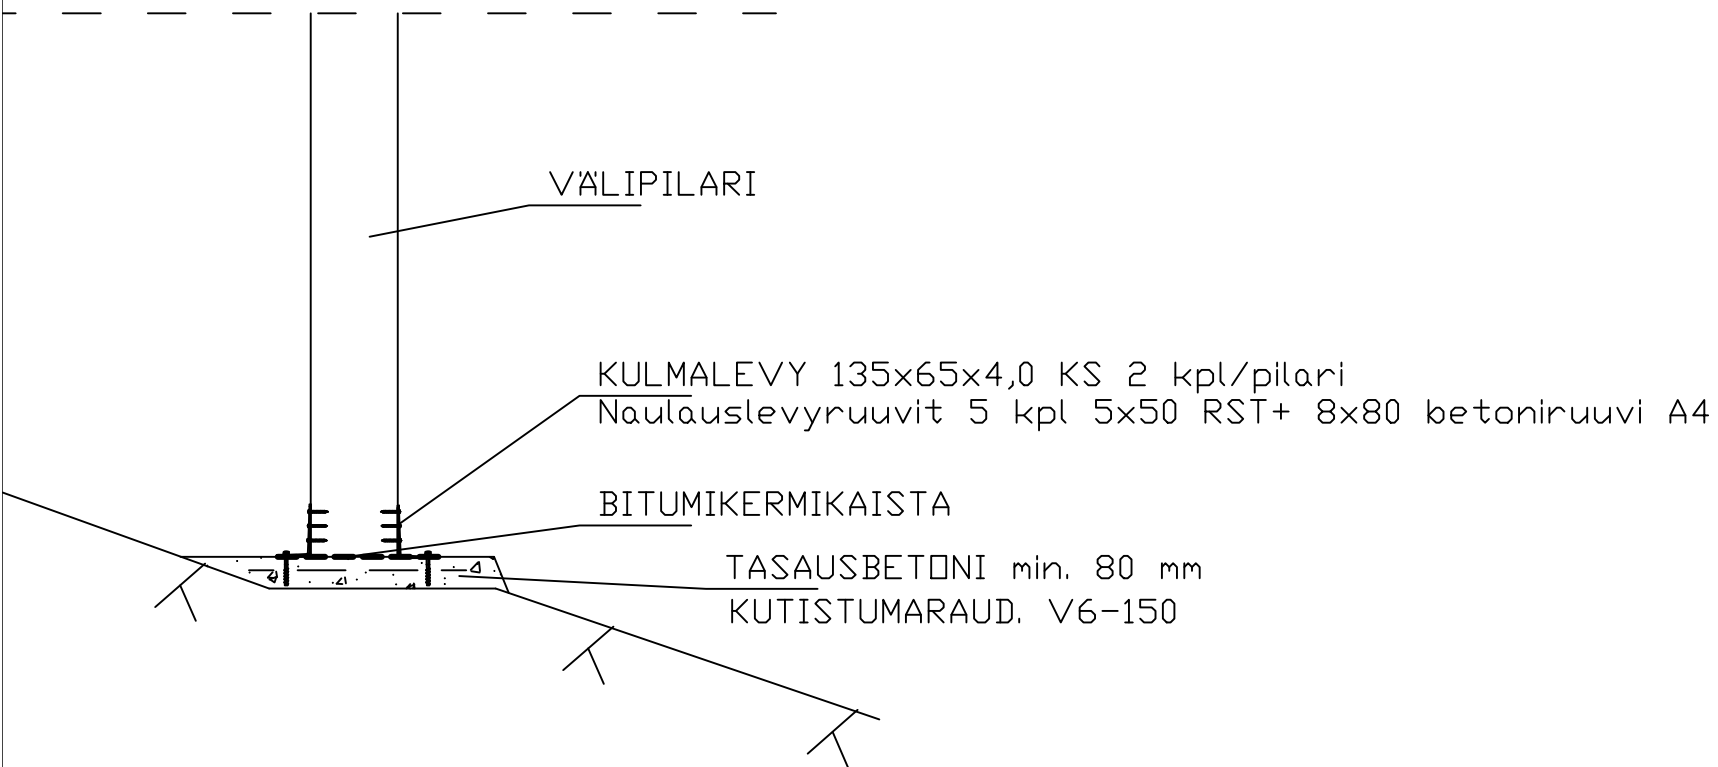 VÄLIPILARI
KULMALEVY 135x65x4,0 KS 2 kpl/pilari
Naulauslevyruuvit 5 kpl 5x50 RST+ 8x80 betoniruuvi A4
BITUMIKERMIKAISTA
TASAUSBETONI min. 80 mm
KUTISTUMARAUD. V6-150